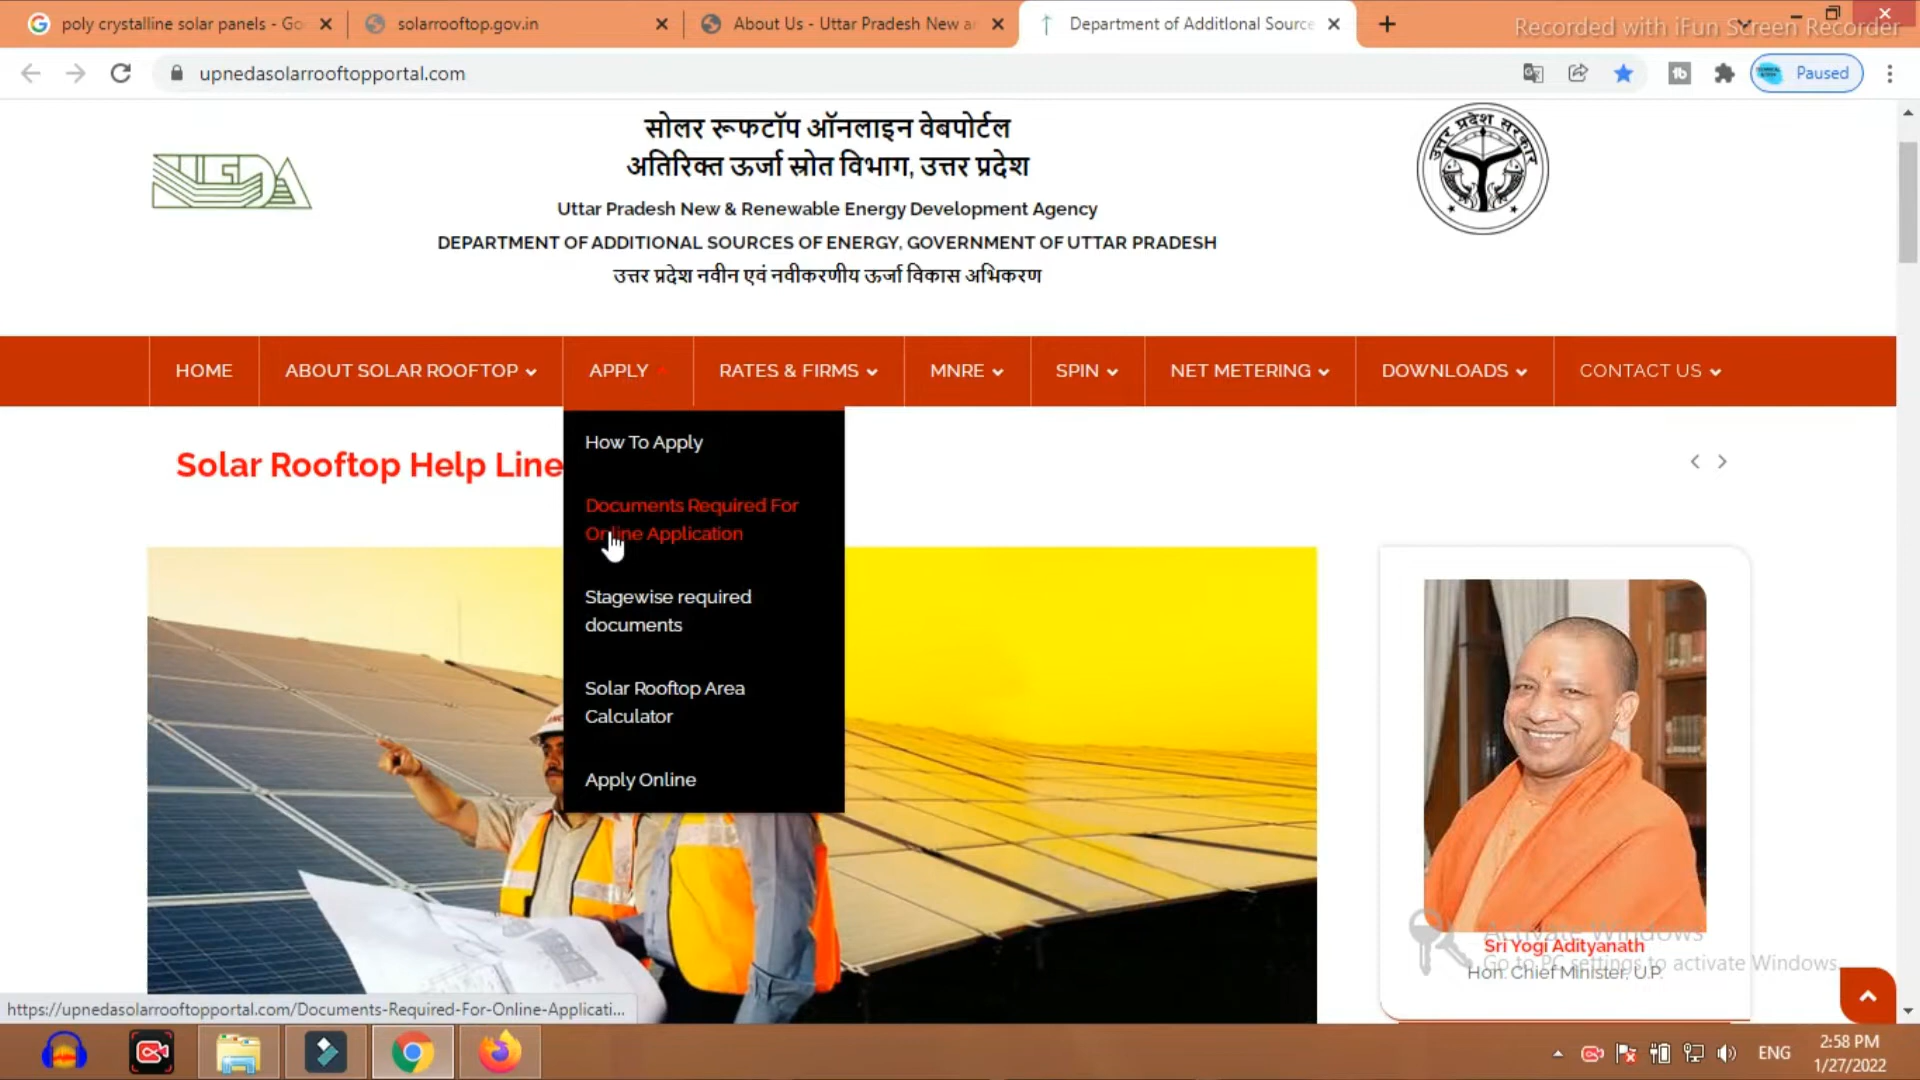 poly crystalline solar panels - Go
solarrooftop.gov.in
About Us - Uttar Pradesh New a
Department of Additional Source
Recorded with iFun Screen Recorder
upnedasolarrooftopportal.com
Paused
सोलर रूफटॉप ऑनलाइन वेबपोर्टल
अतिरिक्त ऊर्जा स्रोत विभाग, उत्तर प्रदेश
Uttar Pradesh New & Renewable Energy Development Agency
DEPARTMENT OF ADDITIONAL SOURCES OF ENERGY, GOVERNMENT OF UTTAR PRADESH
उत्तर प्रदेश नवीन एवं नवीकरणीय ऊर्जा विकास अभिकरण
NEDA
उत्तर प्रदेश सरकार
HOME
ABOUT SOLAR ROOFTOP
APPLY
RATES & FIRMS
MNRE
SPIN
NET METERING
DOWNLOADS
CONTACT US
Solar Rooftop Help Line
How To Apply
Documents Required For
Online Application
Stagewise required
documents
Solar Rooftop Area
Calculator
Apply Online
Activate Windows
Sri Yogi Adityanath
Go to PC settings to activate Windows.
Hon. Chief Minister, U.P.
https://upnedasolarrooftopportal.com/Documents-Required-For-Online-Applicati...
ENG
2:58 PM
1/27/2022